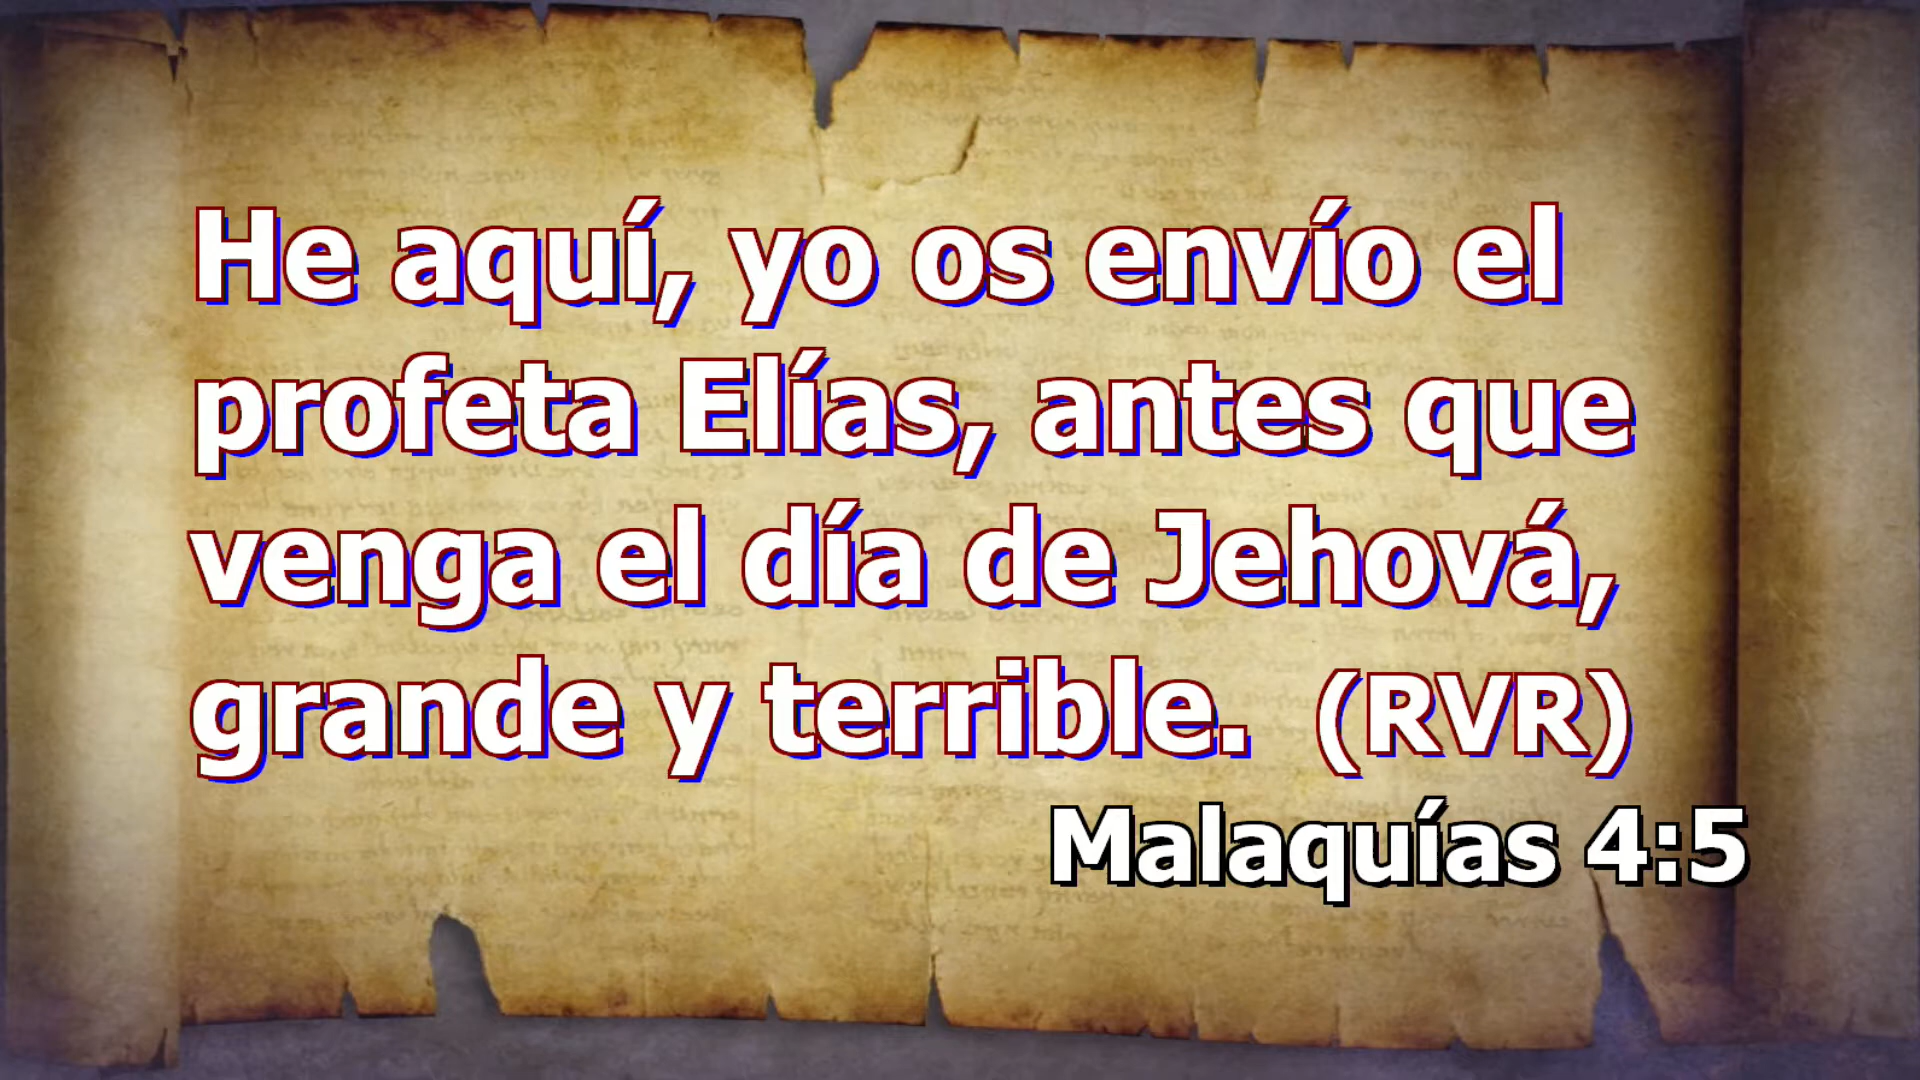 He aquí, yo os envío el
profeta Elías, antes que
venga el día de Jehová,
grande y terrible. (RVR)
Malaquías 4:5